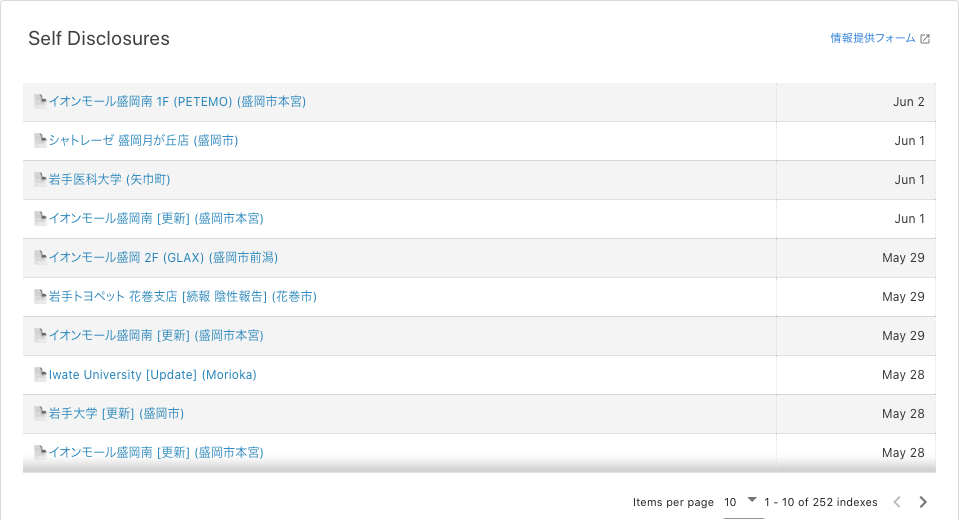 Self Disclosures
情報提供フォーム
イオンモール盛岡南 1F (PETEMO) (盛岡市本宮) Jun 2
シャトレーゼ 盛岡月が丘店 (盛岡市) Jun 1
岩手医科大学 (矢巾町) Jun 1
イオンモール盛岡南 [更新] (盛岡市本宮) Jun 1
イオンモール盛岡 2F (GLAX) (盛岡市前潟) May 29
岩手トヨペット 花巻支店 [続報 陰性報告] (花巻市) May 29
イオンモール盛岡南 [更新] (盛岡市本宮) May 29
Iwate University [Update] (Morioka) May 28
岩手大学 [更新] (盛岡市) May 28
イオンモール盛岡南 [更新] (盛岡市本宮) May 28
Items per page 10 1 - 10 of 252 indexes